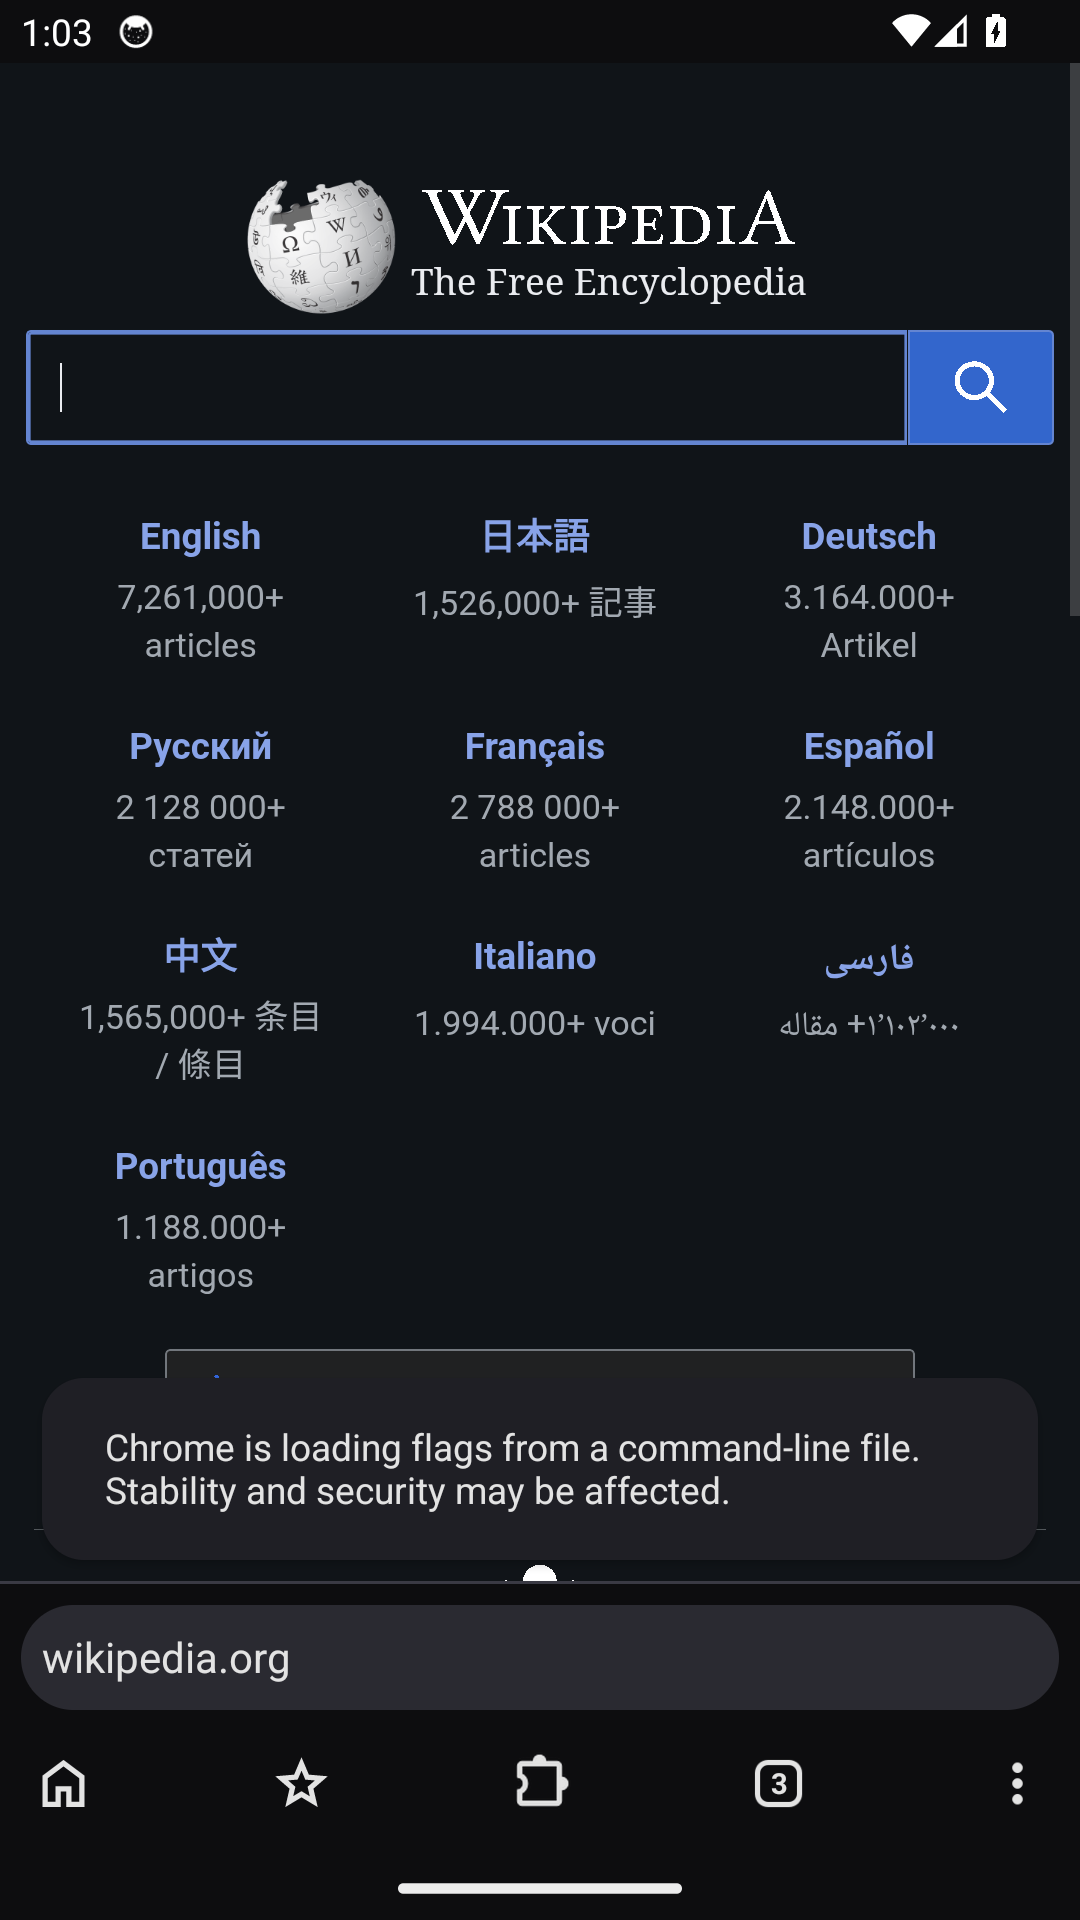 1:03
WIKIPEDIA
The Free Encyclopedia
English
7,261,000+
articles
日本語
1,526,000+ 記事
Deutsch
3.164.000+
Artikel
Русский
2 128 000+
статей
Français
2 788 000+
articles
Español
2.148.000+
artículos
中文
1,565,000+ 条目
/ 條目
Italiano
1.994.000+ voci
فارسی
۱٬۱۰۲٬۰۰۰+ مقاله
Português
1.188.000+
artigos
Chrome is loading flags from a command-line file.
Stability and security may be affected.
wikipedia.org
3